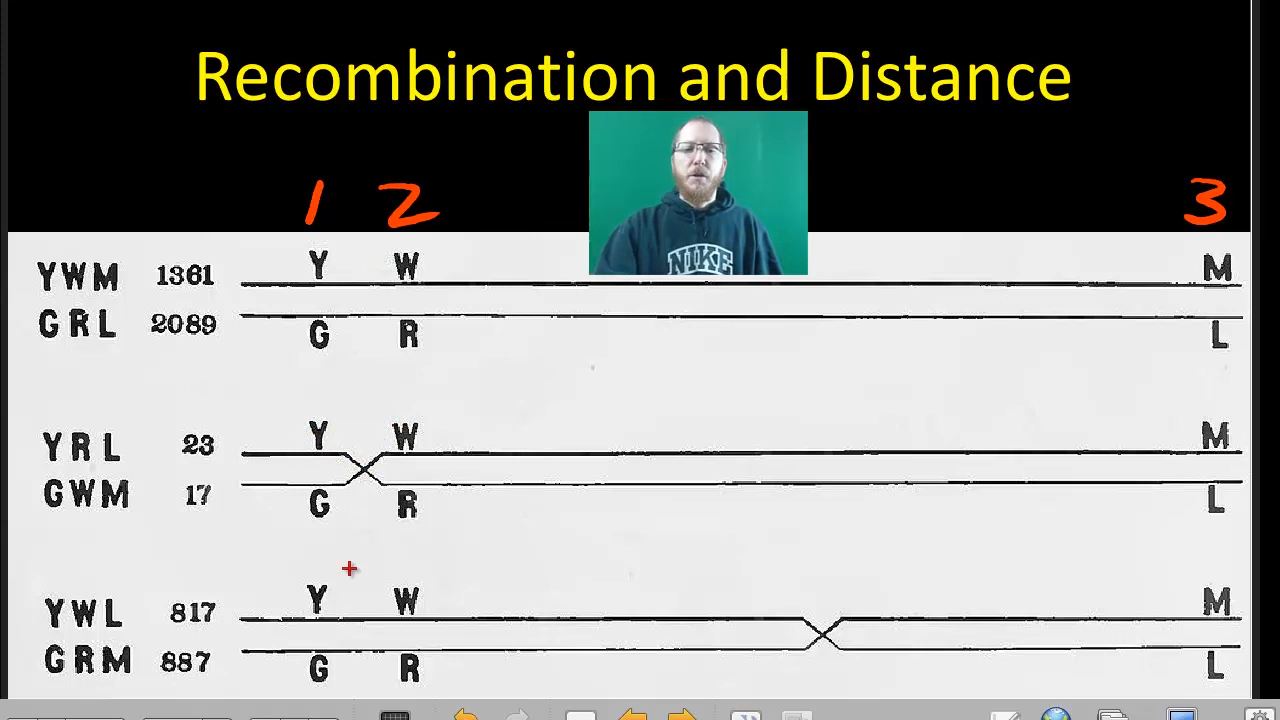 Recombination and Distance
1 2 3
NIKE
YWM 1361 Y W M
GRL 2089 G R L
YRL 23 Y W M
GWM 17 G R L
YWL 817 Y W M
GRM 887 G R L